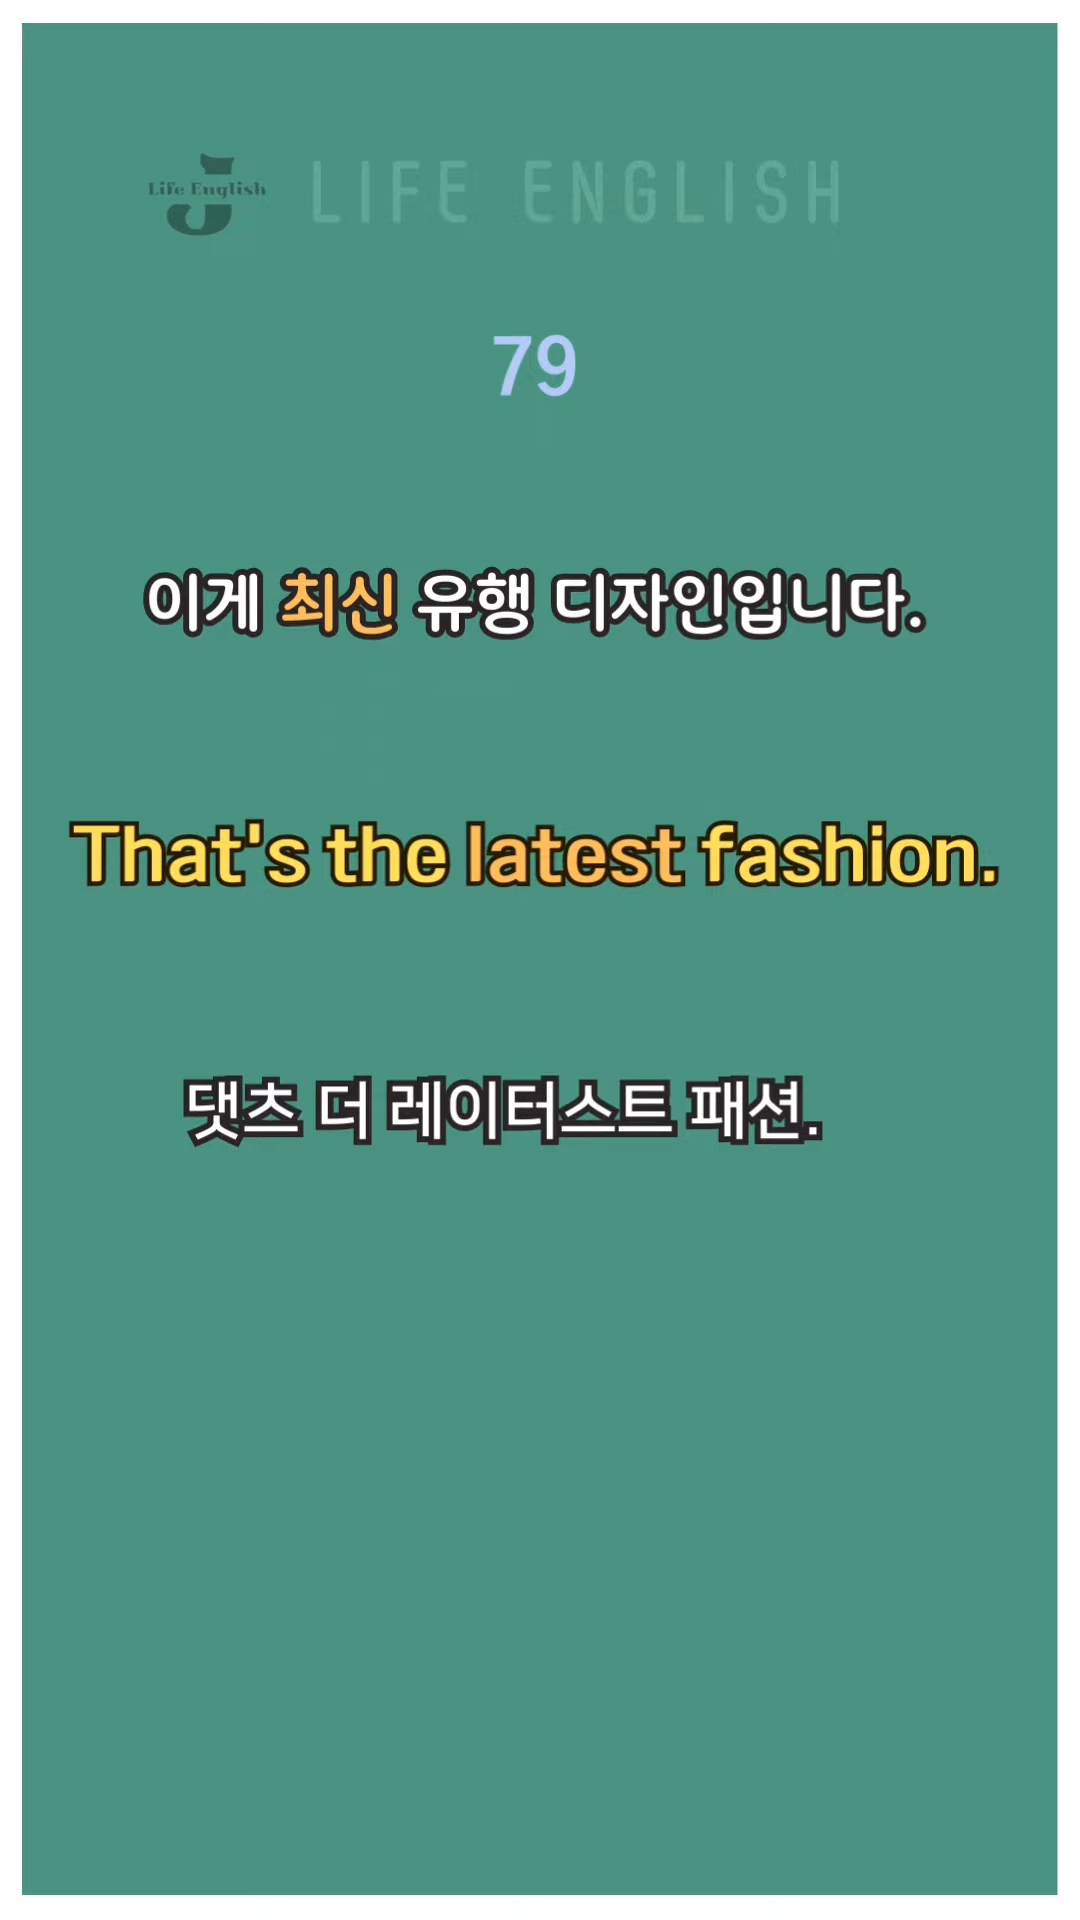 Life English
LIFE ENGLISH
79
이게 최신 유행 디자인입니다.
That's the latest fashion.
댓츠 더 레이터스트 패션.